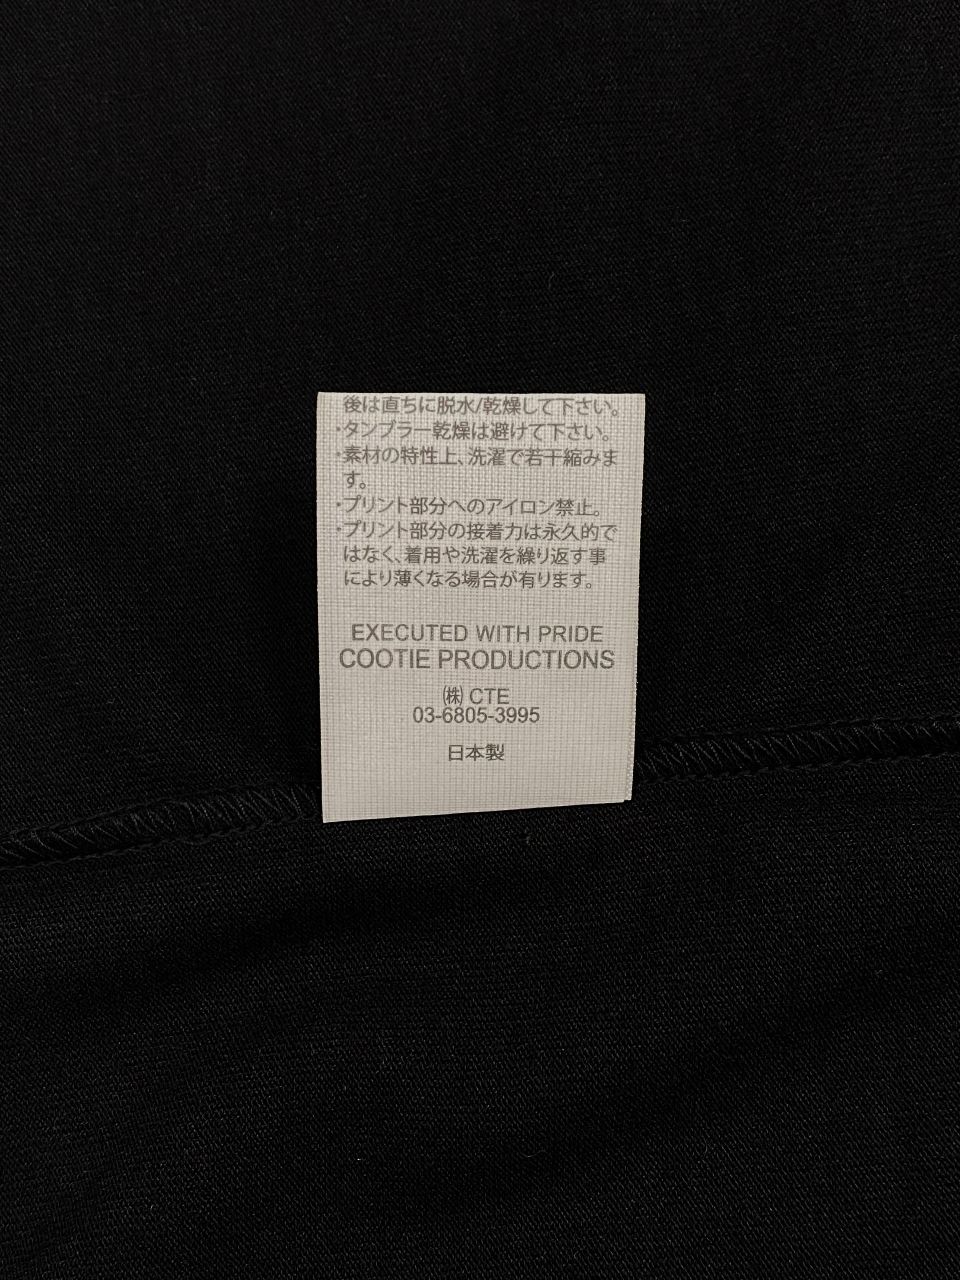 後は直ちに脱水/乾燥して下さい。
・タンブラー乾燥は避けて下さい。
・素材の特性上、洗濯で若干縮みま
す。
・プリント部分へのアイロン禁止。
・プリント部分の接着力は永久的で
はなく、着用や洗濯を繰り返す事
により薄くなる場合が有ります。
EXECUTED WITH PRIDE
COOTIE PRODUCTIONS
㈱ CTE
03-6805-3995
日本製